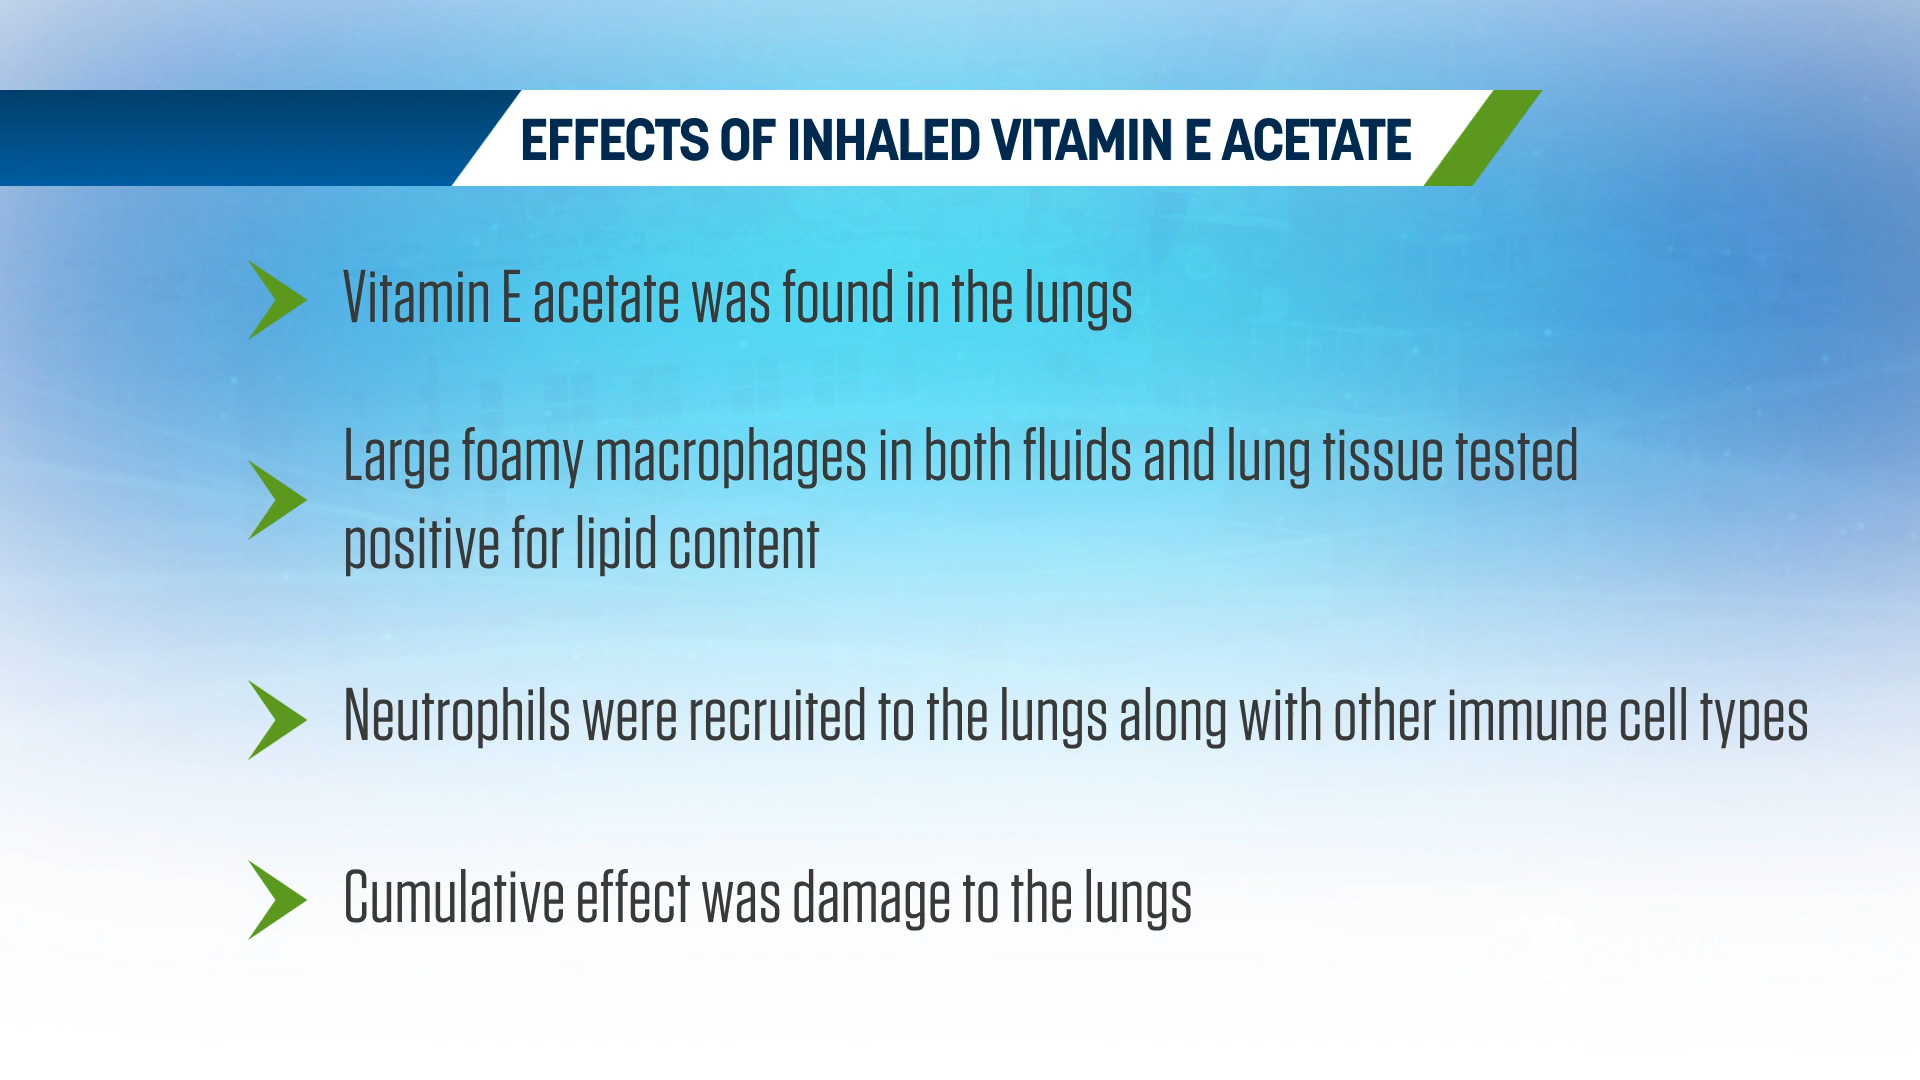 EFFECTS OF INHALED VITAMIN E ACETATE
Vitamin E acetate was found in the lungs
Large foamy macrophages in both fluids and lung tissue tested
positive for lipid content
Neutrophils were recruited to the lungs along with other immune cell types
Cumulative effect was damage to the lungs